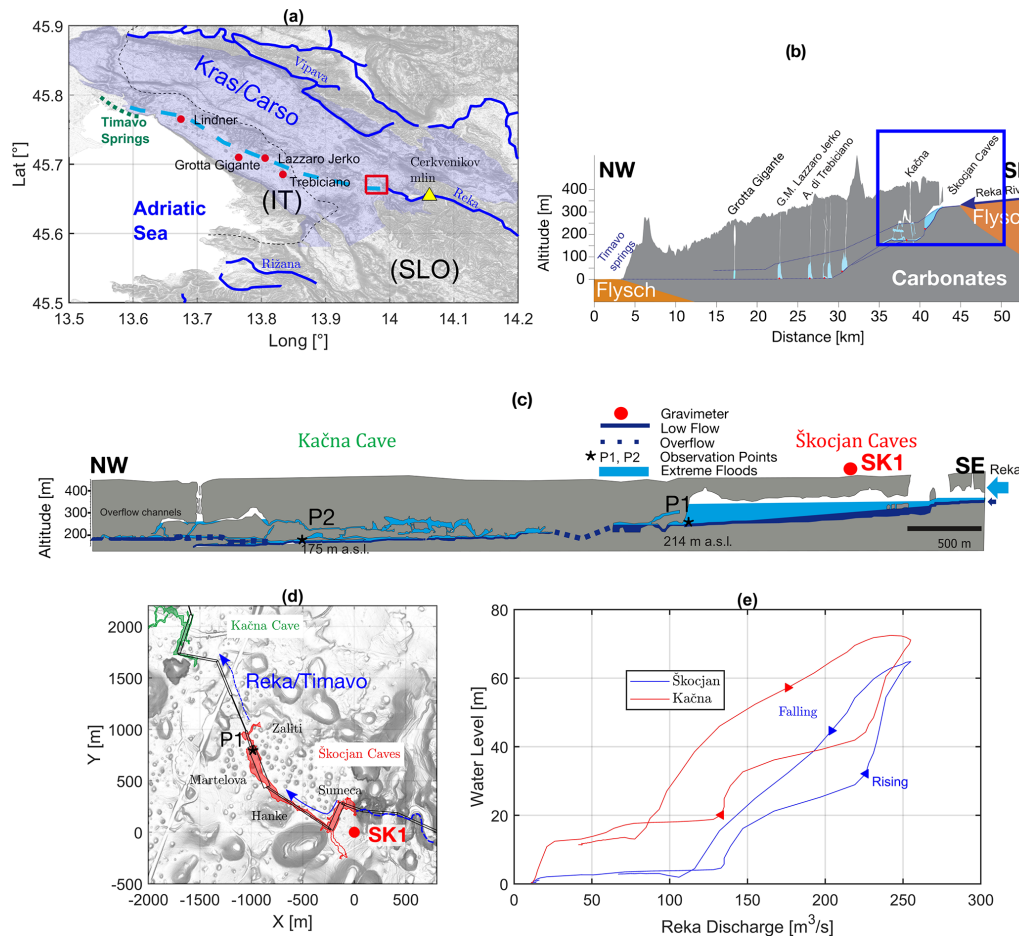 (a)
45.9
45.8
45.7
45.6
45.5
Lat [°]
13.5 13.6 13.7 13.8 13.9 14 14.1 14.2
Long [°]
Kras/Carso
Vipava
Timavo
Springs
Lindner
Grotta Gigante
Lazzaro Jerko
Trebiciano
Cerkvenikov
mlin
Reka
(IT)
Adriatic
Sea
Rižana
(SLO)
(b)
NW
Grotta Gigante
G.M. Lazzaro Jerko
A. di Trebiciano
Kačna
Škocjan Caves
Reka Riv
Flysch
Timavo
springs
Altitude [m]
400
300
200
100
0
Flysch
Carbonates
0 5 10 15 20 25 30 35 40 45 50
Distance [km]
(c)
Kačna Cave
Gravimeter
Low Flow
Overflow
P1, P2 Observation Points
Extreme Floods
Škocjan Caves
SK1
NW
SE
Reka
Altitude [m]
400
300
200
Overflow channels
P2
175 m a.s.l.
P1
214 m a.s.l.
400
300
200
500 m
(d)
2000
1500
1000
500
0
-500
Y [m]
-2000 -1500 -1000 -500 0 500
X [m]
Kačna Cave
Reka/Timavo
P1
Zaliti
Škocjan Caves
Martelova
Sumeca
Hanke
SK1
(e)
80
60
40
20
0
Water Level [m]
0 50 100 150 200 250 300
Reka Discharge [m³/s]
Škocjan
Kačna
Falling
Rising